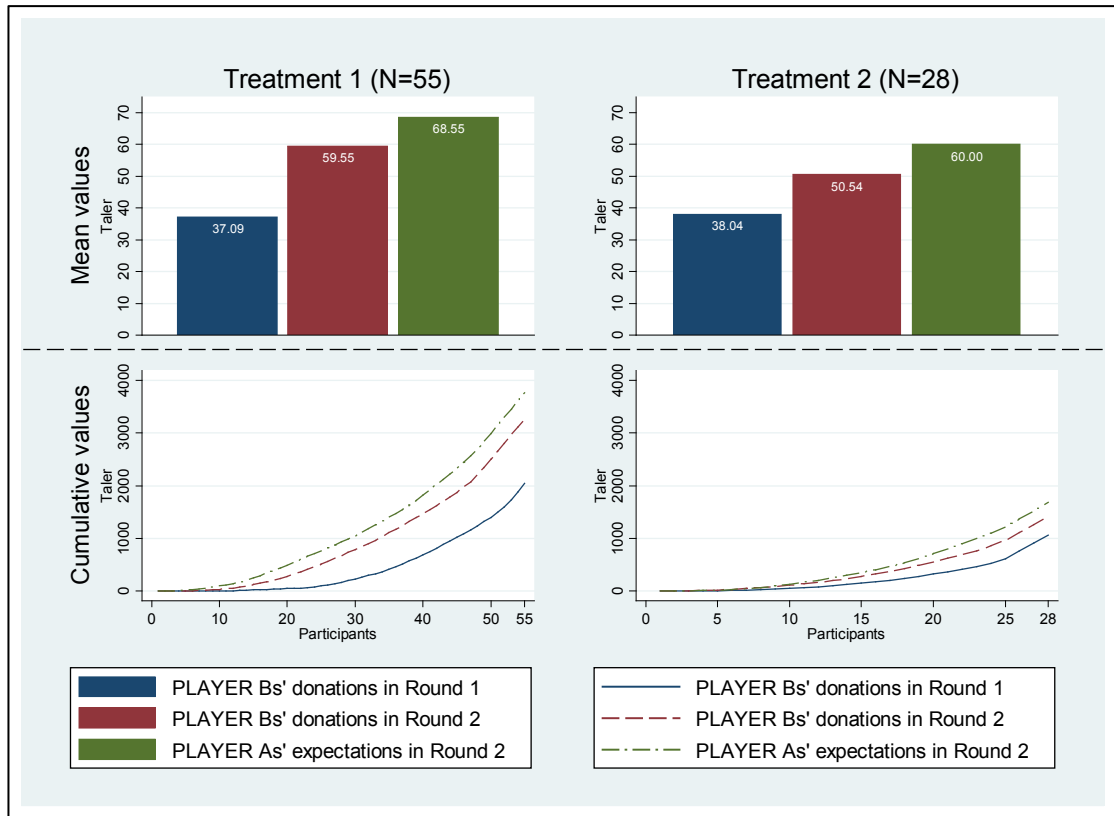 Treatment 1 (N=55)
Treatment 2 (N=28)
Mean values
Taler
70
60
50
40
30
20
10
0
37.09
59.55
68.55
Taler
70
60
50
40
30
20
10
0
38.04
50.54
60.00
Cumulative values
Taler
4000
3000
2000
1000
0
0 10 20 30 40 50 55
Participants
Taler
4000
3000
2000
1000
0
0 5 10 15 20 25 28
Participants
PLAYER Bs' donations in Round 1
PLAYER Bs' donations in Round 2
PLAYER As' expectations in Round 2
PLAYER Bs' donations in Round 1
PLAYER Bs' donations in Round 2
PLAYER As' expectations in Round 2